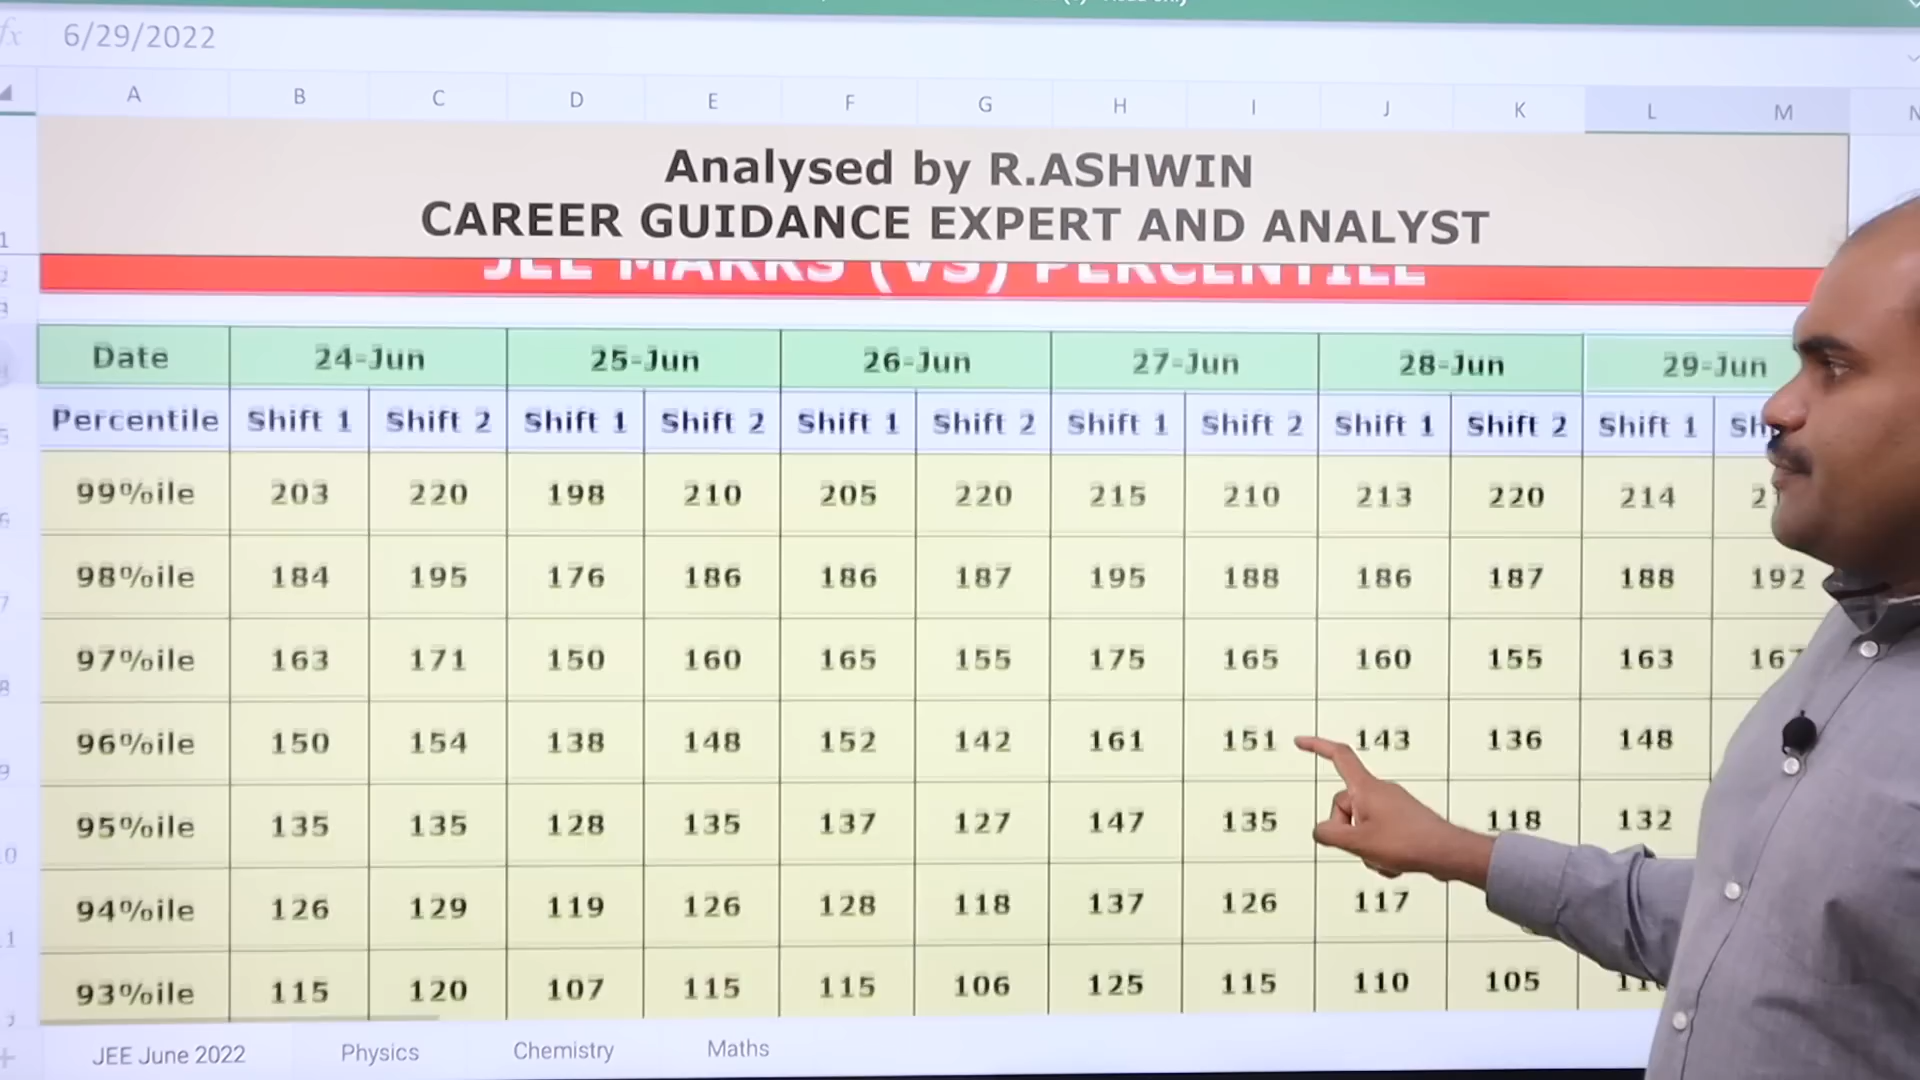 fx 6/29/2022
A B C D E F G H I J K L M N
Analysed by R.ASHWIN
CAREER GUIDANCE EXPERT AND ANALYST
JEE MARKS (VS) PERCENTILE
Date 24-Jun 25-Jun 26-Jun 27-Jun 28-Jun 29-Jun
Percentile Shift 1 Shift 2 Shift 1 Shift 2 Shift 1 Shift 2 Shift 1 Shift 2 Shift 1 Shift 2 Shift 1
99%ile 203 220 198 210 205 220 215 210 213 220 214
98%ile 184 195 176 186 186 187 195 188 186 187 188 192
97%ile 163 171 150 160 165 155 175 165 160 155 163
96%ile 150 154 138 148 152 142 161 151 143 136 148
95%ile 135 135 128 135 137 127 147 135 118 132
94%ile 126 129 119 126 128 118 137 126 117
93%ile 115 120 107 115 115 106 125 115 110 105
JEE June 2022 Physics Chemistry Maths